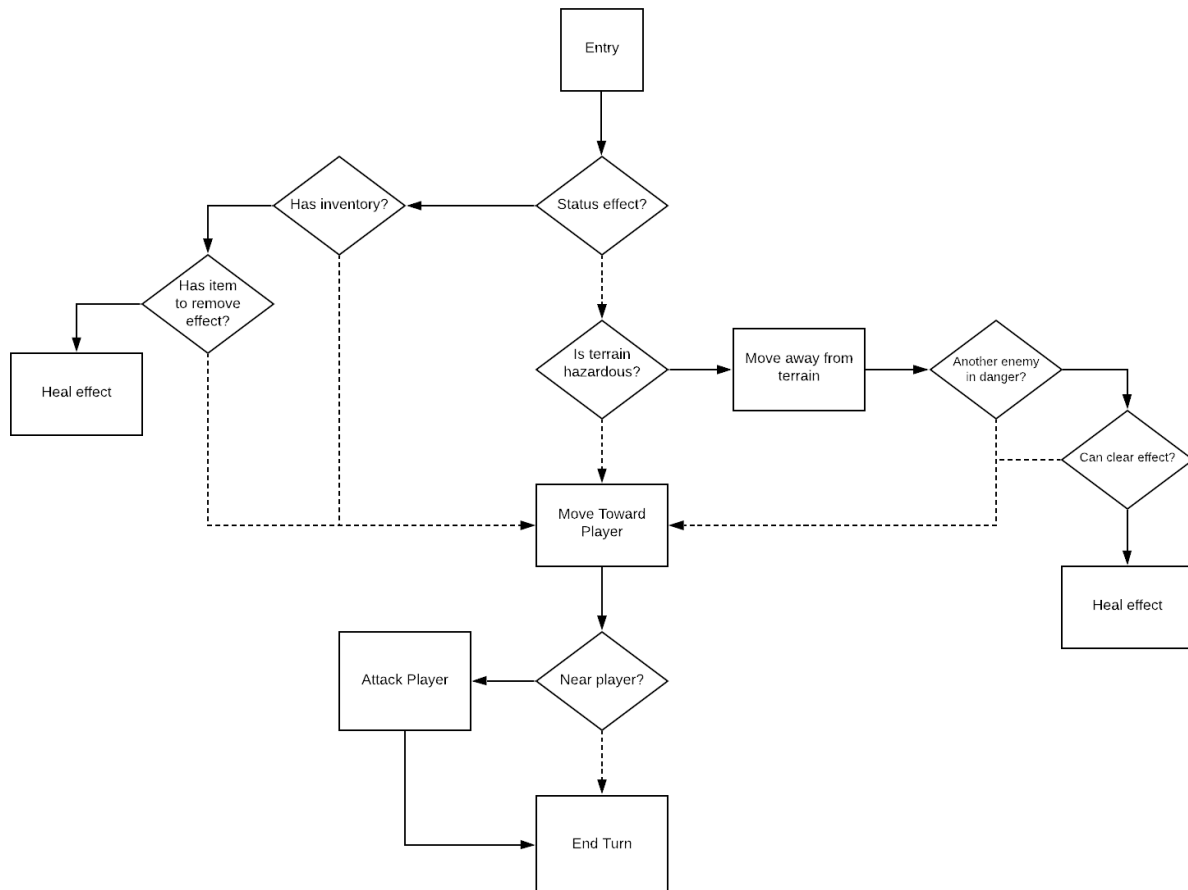 Entry
Has inventory?
Status effect?
Has item
to remove
effect?
Heal effect
Is terrain
hazardous?
Move away from
terrain
Another enemy
in danger?
Can clear effect?
Move Toward
Player
Heal effect
Attack Player
Near player?
End Turn